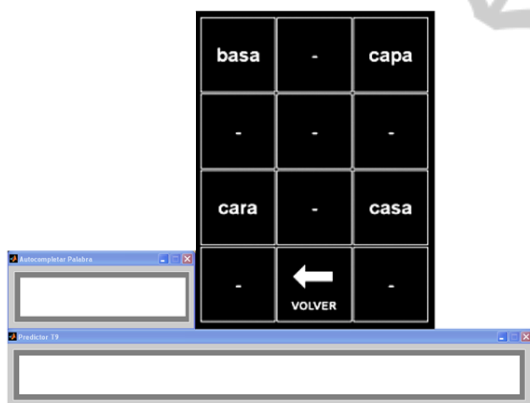 basa - capa
- - -
cara - casa
- VOLVER -
Autocompletar Palabra
Predictor T9